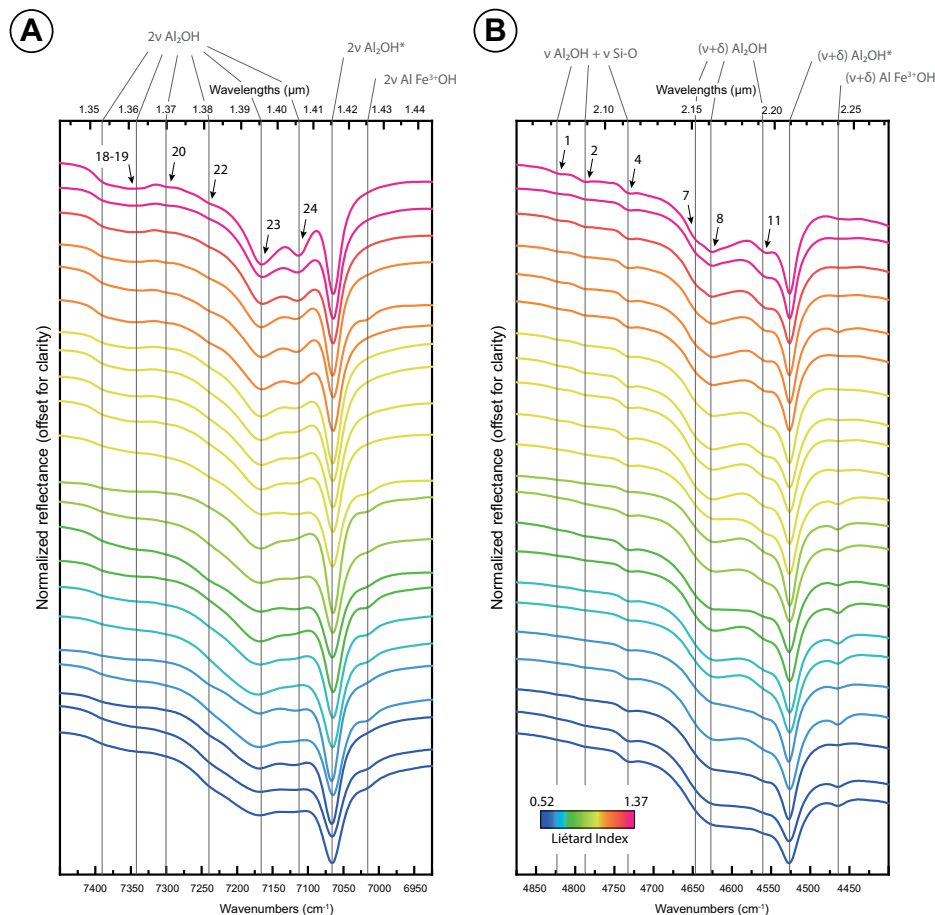 A
2ν Al₂OH
2ν Al₂OH*
2ν Al Fe³⁺OH
Wavelengths (µm)
1.35 1.36 1.37 1.38 1.39 1.40 1.41 1.42 1.43 1.44
18-19
20
22
23
24
Normalized reflectance (offset for clarity)
7400 7350 7300 7250 7200 7150 7100 7050 7000 6950
Wavenumbers (cm⁻¹)
B
ν Al₂OH + ν Si-O
(ν+δ) Al₂OH
(ν+δ) Al₂OH*
(ν+δ) Al Fe³⁺OH
Wavelengths (µm)
2.10 2.15 2.20 2.25
1
2
4
7
8
11
Normalized reflectance (offset for clarity)
0.52 1.37
Liétard Index
4850 4800 4750 4700 4650 4600 4550 4500 4450
Wavenumbers (cm⁻¹)